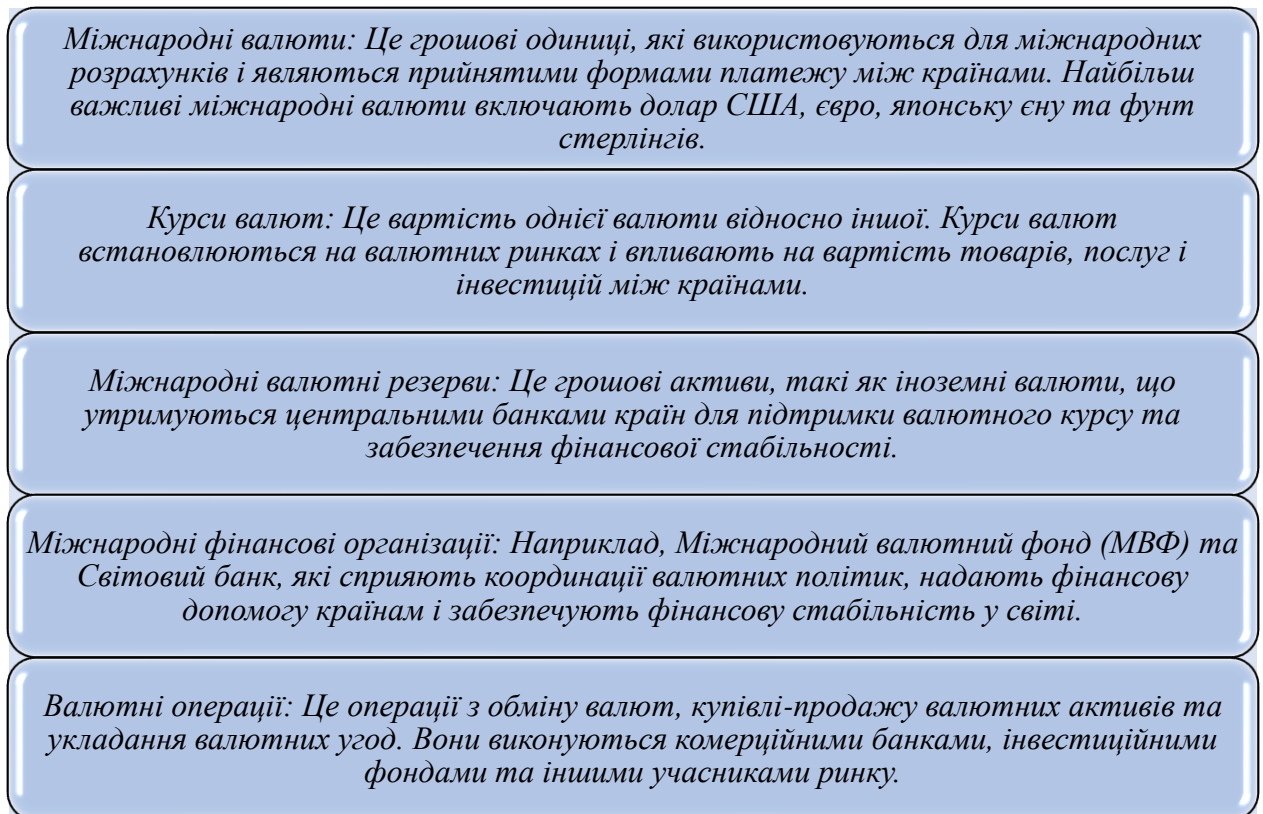 Міжнародні валюти: Це грошові одиниці, які використовуються для міжнародних
розрахунків і являються прийнятими формами платежу між країнами. Найбільш
важливі міжнародні валюти включають долар США, євро, японську єну та фунт
стерлінгів.
Курси валют: Це вартість однієї валюти відносно іншої. Курси валют
встановлюються на валютних ринках і впливають на вартість товарів, послуг і
інвестицій між країнами.
Міжнародні валютні резерви: Це грошові активи, такі як іноземні валюти, що
утримуються центральними банками країн для підтримки валютного курсу та
забезпечення фінансової стабільності.
Міжнародні фінансові організації: Наприклад, Міжнародний валютний фонд (МВФ) та
Світовий банк, які сприяють координації валютних політик, надають фінансову
допомогу країнам і забезпечують фінансову стабільність у світі.
Валютні операції: Це операції з обміну валют, купівлі-продажу валютних активів та
укладання валютних угод. Вони виконуються комерційними банками, інвестиційними
фондами та іншими учасниками ринку.